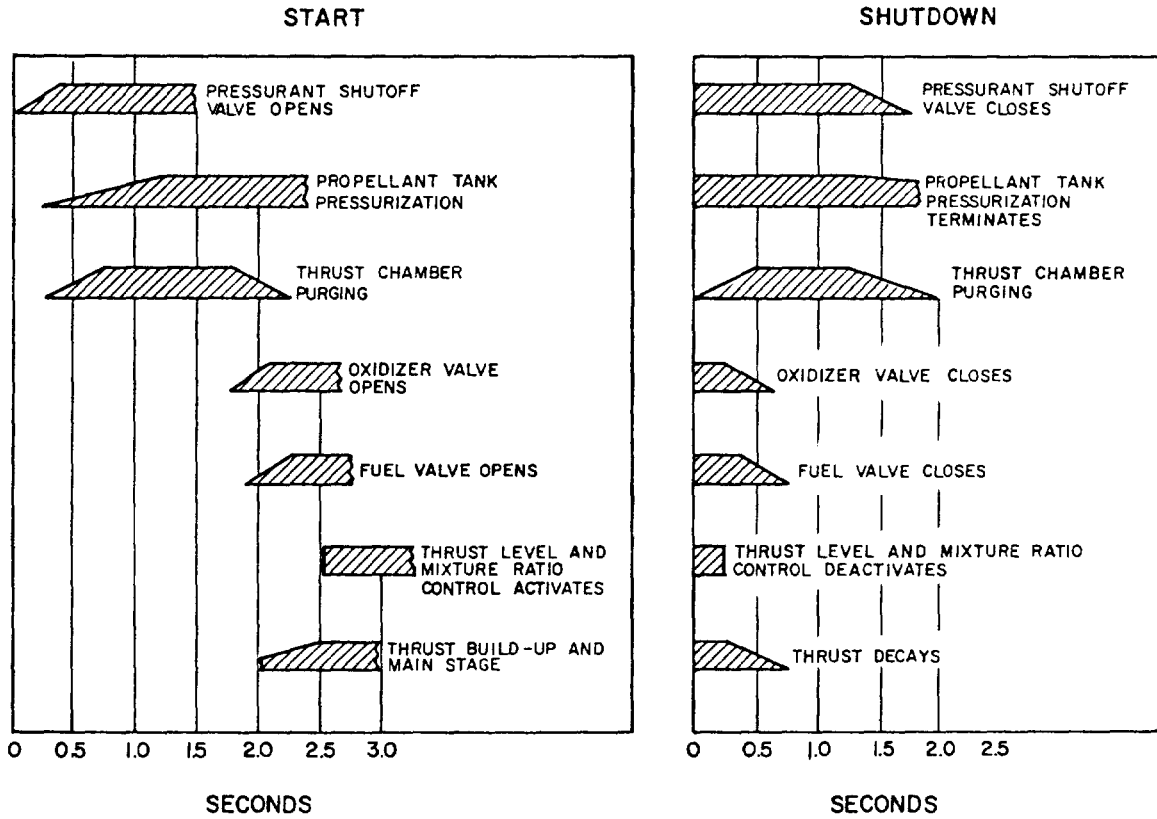 START
PRESSURANT SHUTOFF
VALVE OPENS
PROPELLANT TANK
PRESSURIZATION
THRUST CHAMBER
PURGING
OXIDIZER VALVE
OPENS
FUEL VALVE OPENS
THRUST LEVEL AND
MIXTURE RATIO
CONTROL ACTIVATES
THRUST BUILD-UP AND
MAIN STAGE
0 0.5 1.0 1.5 2.0 2.5 3.0
SECONDS
SHUTDOWN
PRESSURANT SHUTOFF
VALVE CLOSES
PROPELLANT TANK
PRESSURIZATION
TERMINATES
THRUST CHAMBER
PURGING
OXIDIZER VALVE CLOSES
FUEL VALVE CLOSES
THRUST LEVEL AND MIXTURE RATIO
CONTROL DEACTIVATES
THRUST DECAYS
0 0.5 1.0 1.5 2.0 2.5
SECONDS